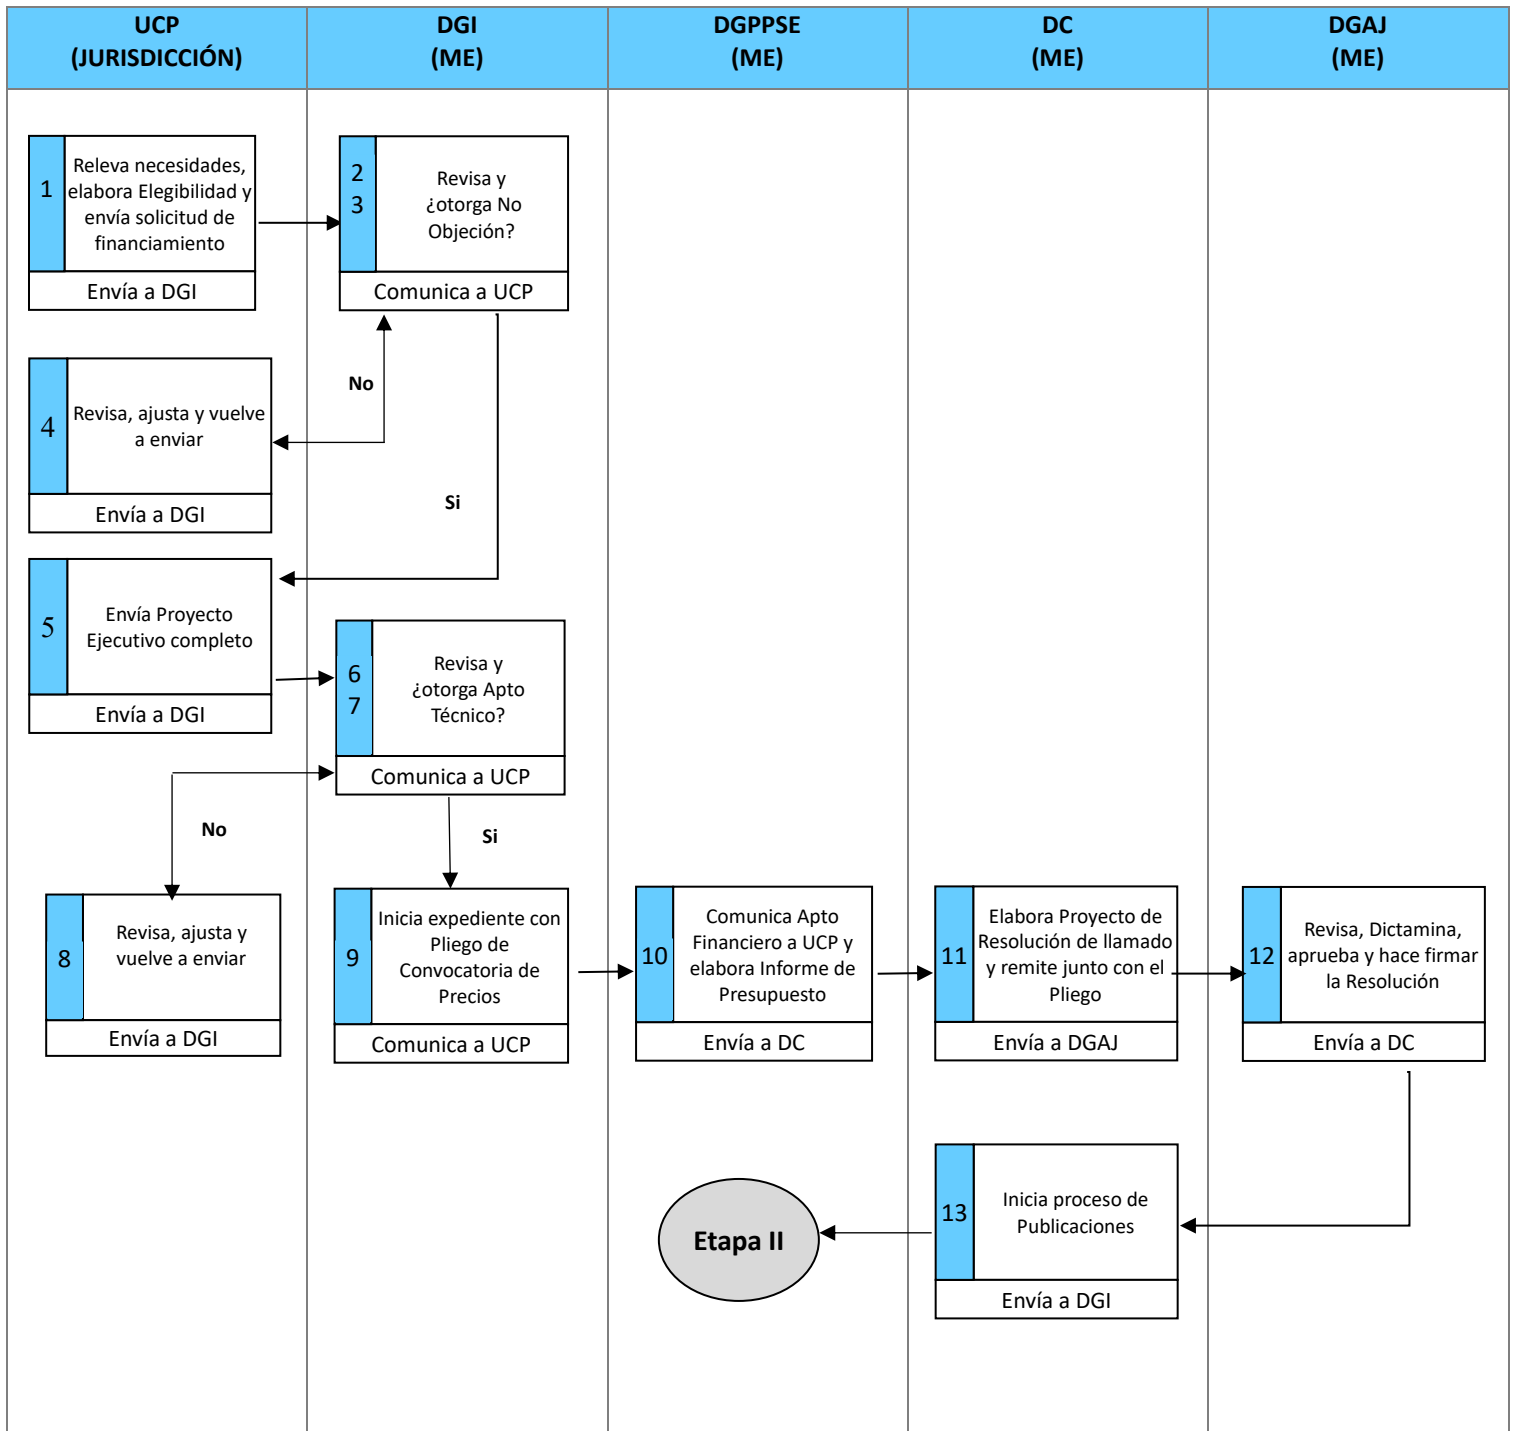 UCP
(JURISDICCIÓN)
DGI
(ME)
DGPPSE
(ME)
DC
(ME)
DGAJ
(ME)
1
Releva necesidades,
elabora Elegibilidad y
envía solicitud de
financiamiento
Envía a DGI
2
3
Revisa y
¿otorga No
Objeción?
Comunica a UCP
No
4
Revisa, ajusta y vuelve
a enviar
Envía a DGI
Si
5
Envía Proyecto
Ejecutivo completo
Envía a DGI
6
7
Revisa y
¿otorga Apto
Técnico?
Comunica a UCP
No
Si
8
Revisa, ajusta y
vuelve a enviar
Envía a DGI
9
Inicia expediente con
Pliego de
Convocatoria de
Precios
Comunica a UCP
10
Comunica Apto
Financiero a UCP y
elabora Informe de
Presupuesto
Envía a DC
11
Elabora Proyecto de
Resolución de llamado
y remite junto con el
Pliego
Envía a DGAJ
12
Revisa, Dictamina,
aprueba y hace firmar
la Resolución
Envía a DC
13
Inicia proceso de
Publicaciones
Envía a DGI
Etapa II